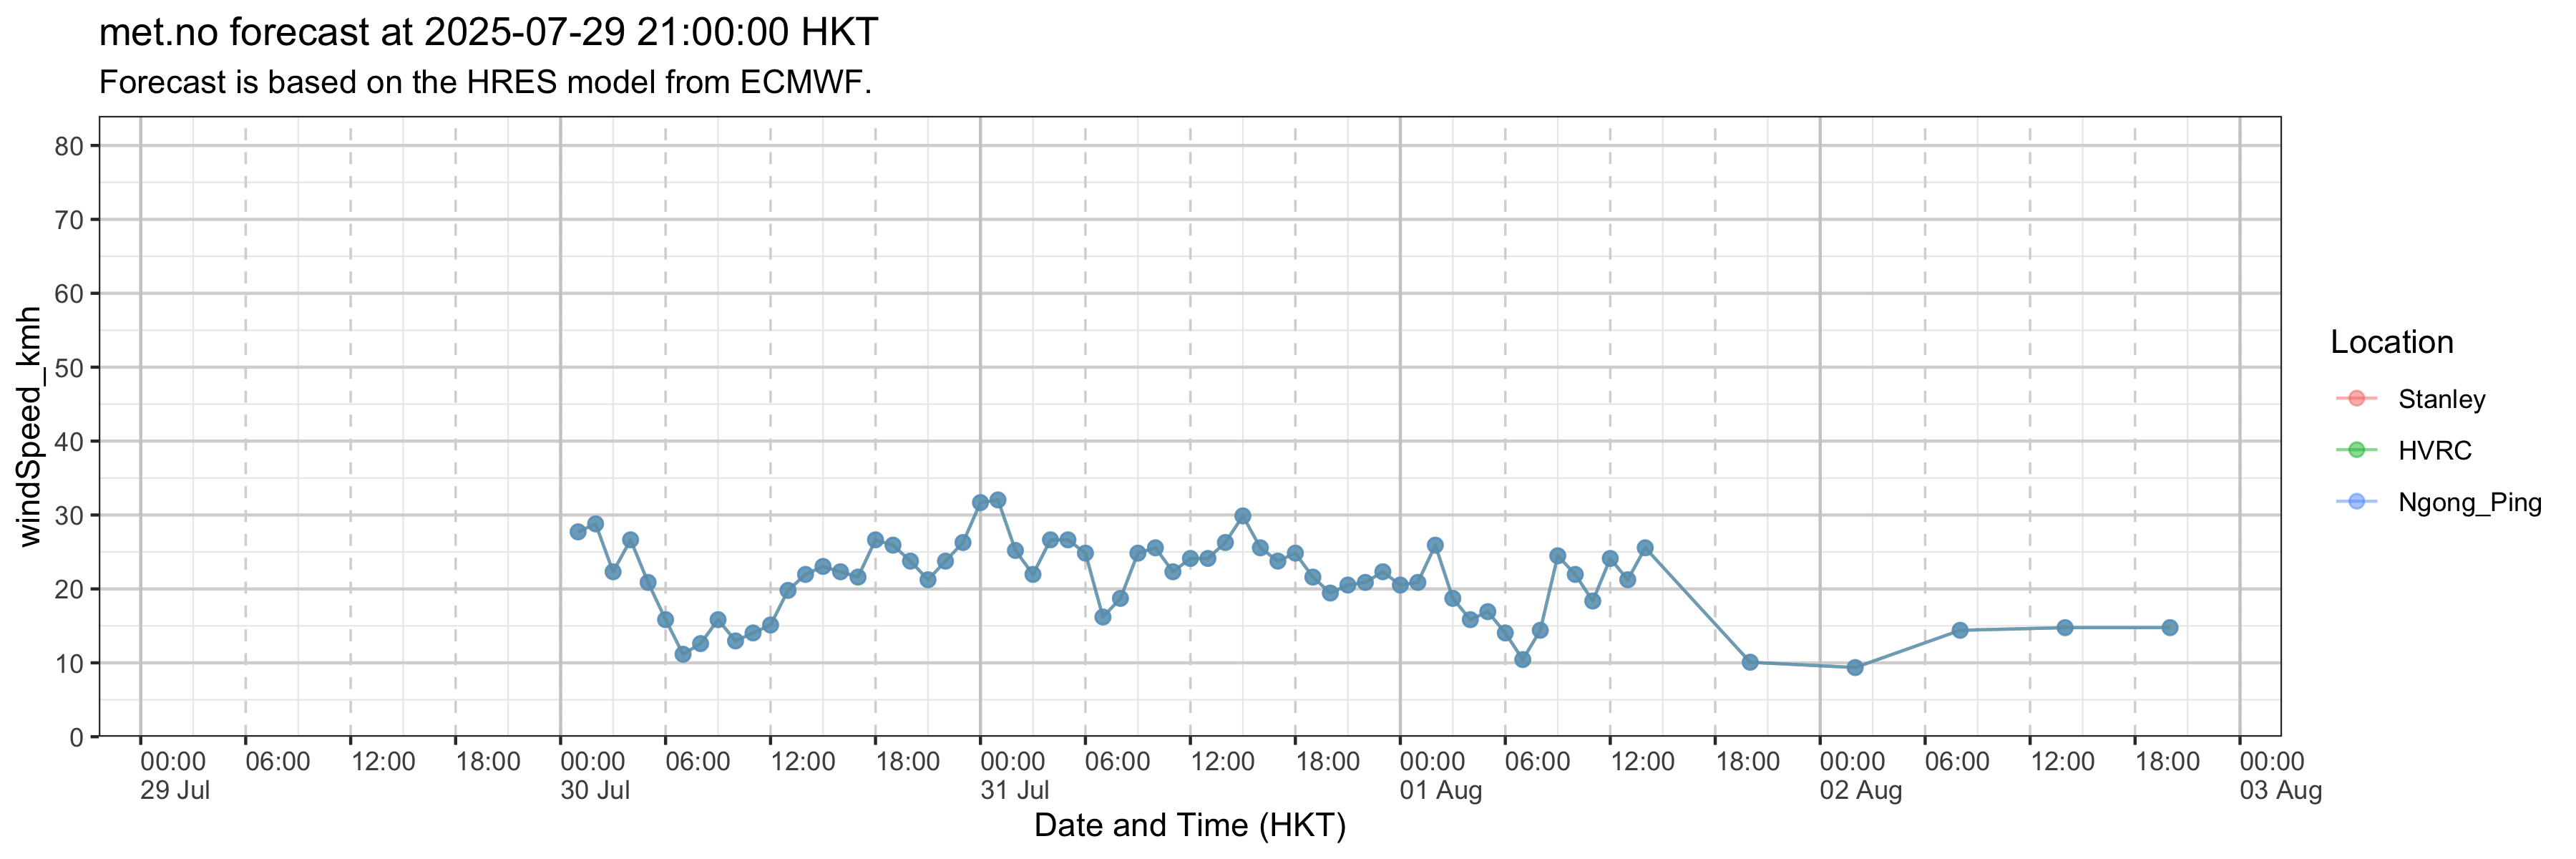 met.no forecast at 2025-07-29 21:00:00 HKT
Forecast is based on the HRES model from ECMWF.
windSpeed_kmh
80
70
60
50
40
30
20
10
0
00:00 06:00 12:00 18:00 00:00 06:00 12:00 18:00 00:00 06:00 12:00 18:00 00:00 06:00 12:00 18:00 00:00 06:00 12:00 18:00 00:00
29 Jul 30 Jul 31 Jul 01 Aug 02 Aug 03 Aug
Date and Time (HKT)
Location
Stanley
HVRC
Ngong_Ping